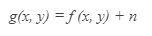 g(x, y) = f (x, y) + n